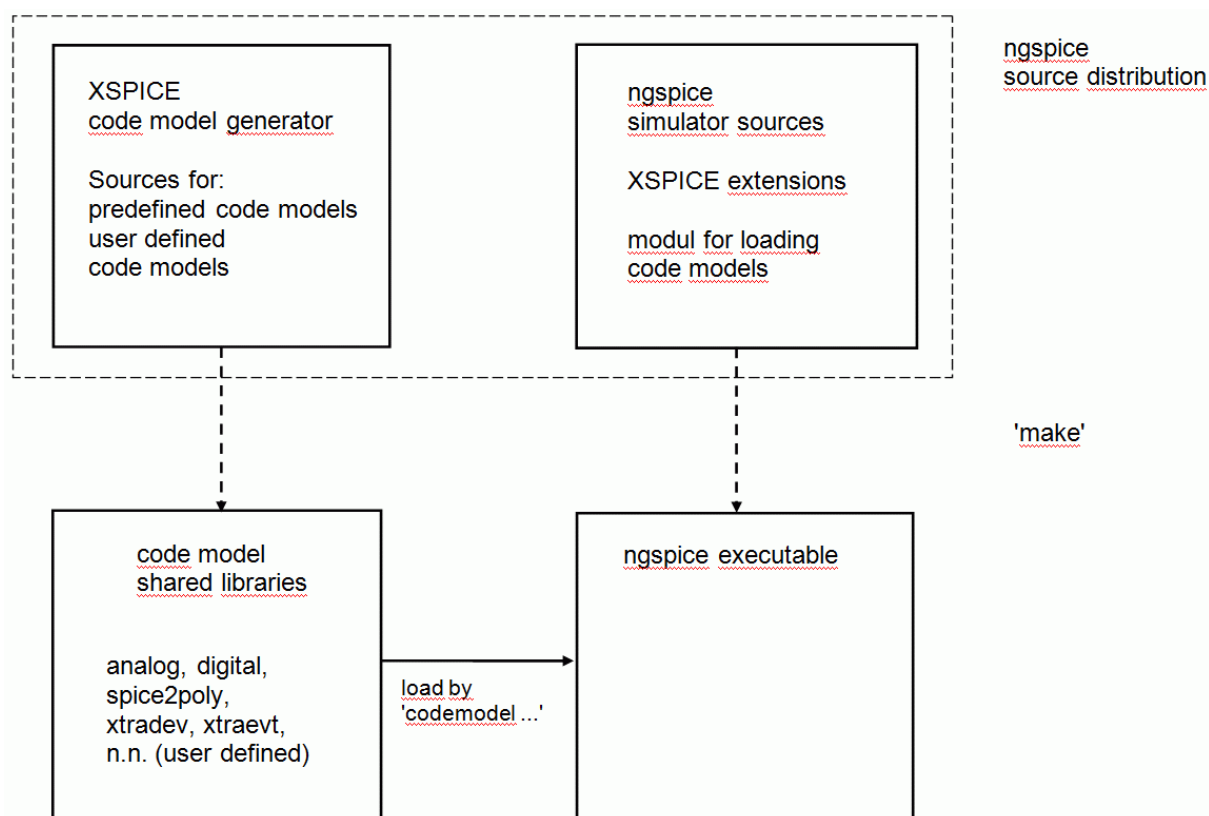 XSPICE
code model generator
Sources for:
predefined code models
user defined
code models
ngspice
simulator sources
XSPICE extensions
modul for loading
code models
ngspice
source distribution
'make'
code model
shared libraries
analog, digital,
spice2poly,
xtradev, xtraevt,
n.n. (user defined)
load by
'codemodel ...'
ngspice executable